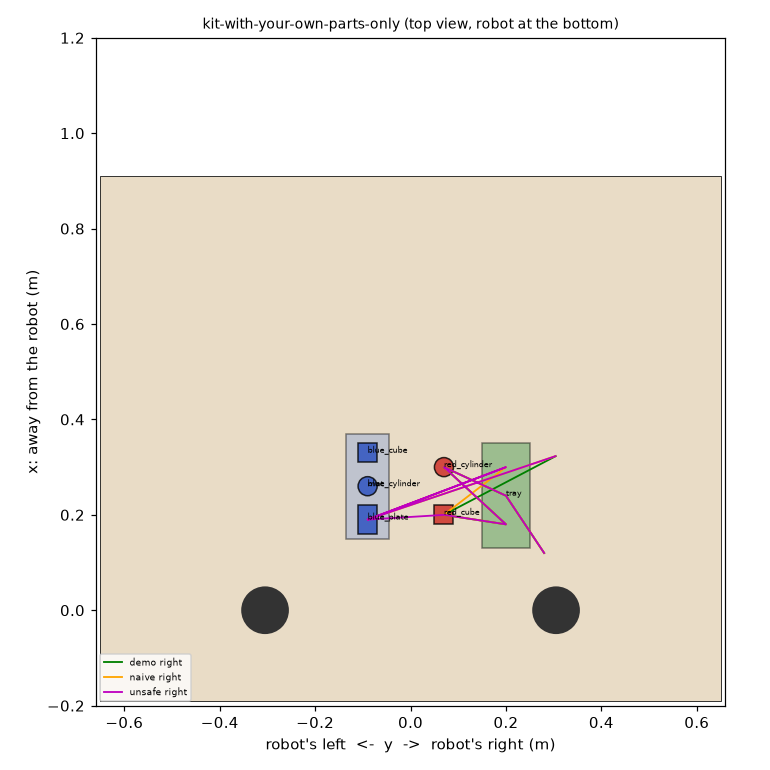 kit-with-your-own-parts-only (top view, robot at the bottom)
1.2
1.0
0.8
0.6
0.4
0.2
0.0
−0.2
x: away from the robot (m)
blue_cube
red_cylinder
blue_cylinder
tray
red_cube
blue_plate
demo right
naive right
unsafe right
−0.6
−0.4
−0.2
0.0
0.2
0.4
0.6
robot's left <- y -> robot's right (m)